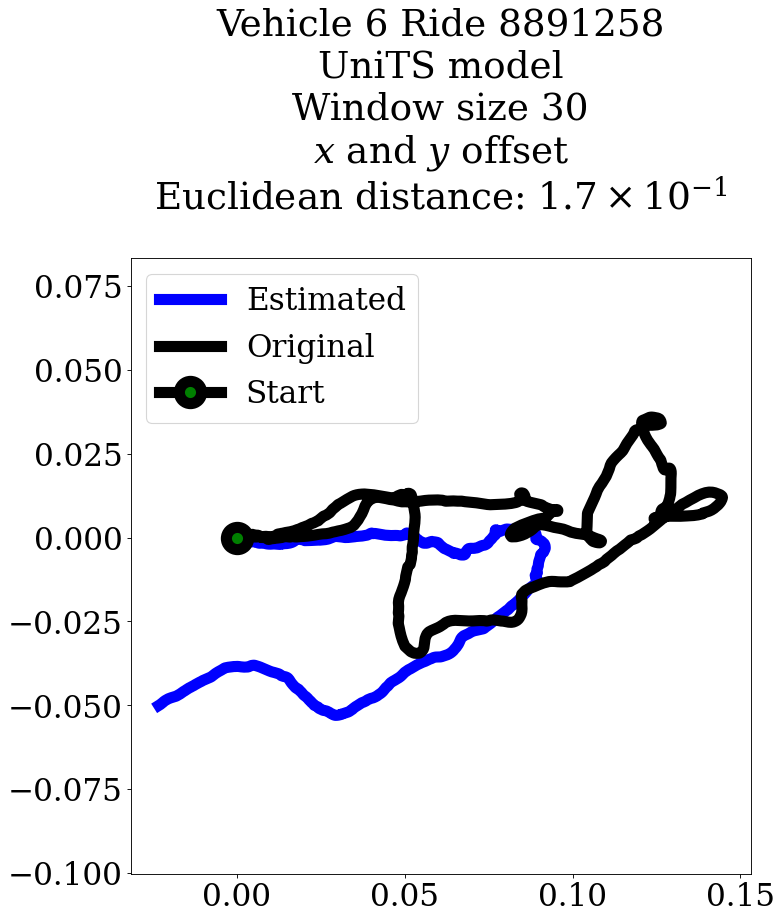 Vehicle 6 Ride 8891258
UniTS model
Window size 30
x and y offset
Euclidean distance: 1.7 × 10⁻¹
Estimated
Original
Start
0.075
0.050
0.025
0.000
−0.025
−0.050
−0.075
−0.100
0.00 0.05 0.10 0.15